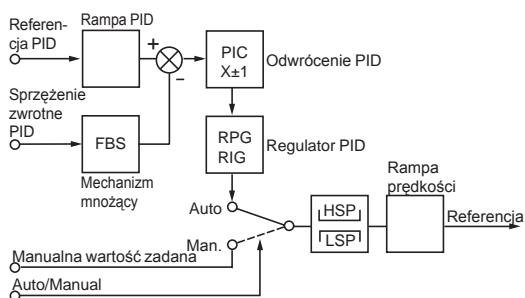 Rampa PID
Referen-
cja PID
+
−
PIC
X±1
Odwrócenie PID
Sprzężenie
zwrotne
PID
FBS
Mechanizm
mnożący
RPG
RIG
Regulator PID
Rampa
prędkości
Auto
HSP
LSP
Referencja
Man.
Manualna wartość zadana
Auto/Manual